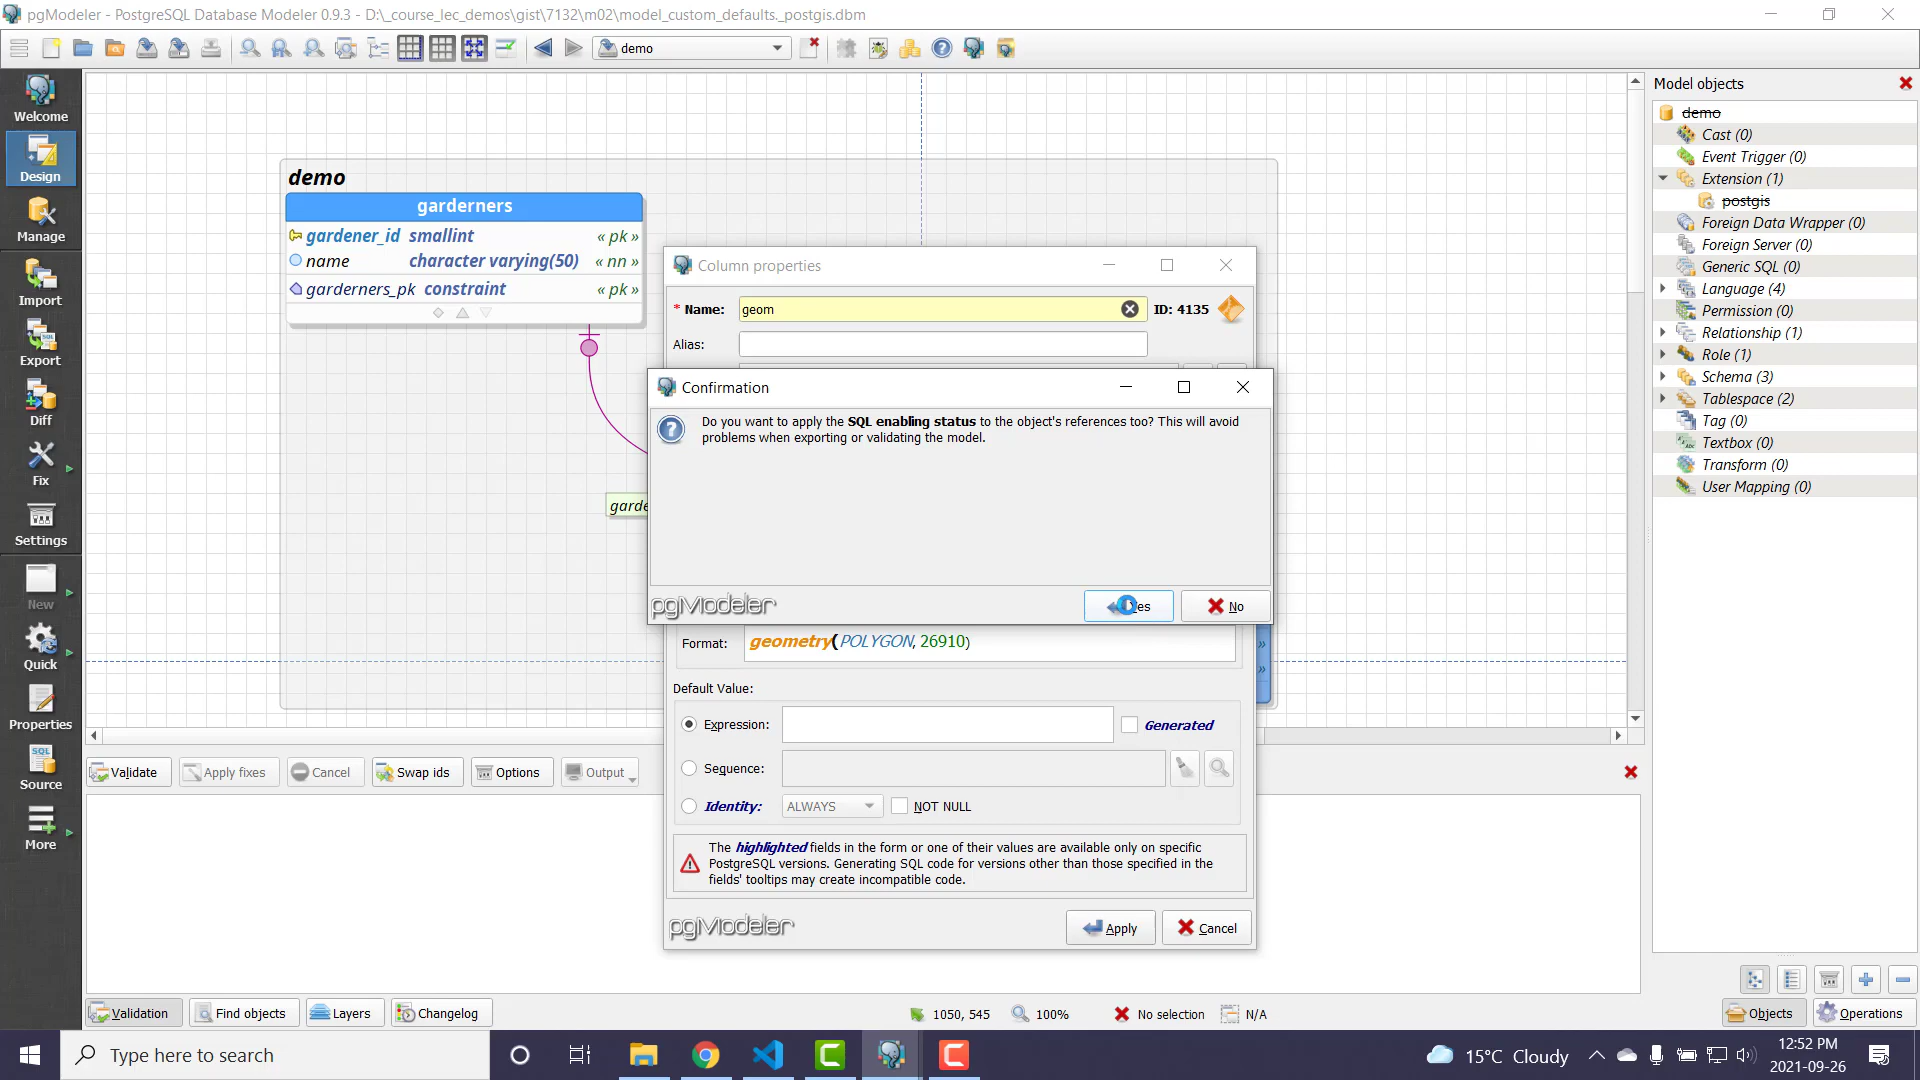 pgModeler - PostgreSQL Database Modeler 0.9.3 - D:\_course_lec_demos\gist\7132\m02\model_custom_defaults._postgis.dbm
demo
Welcome
Design
Manage
Import
Export
Diff
Fix
Settings
New
Quick
Properties
Source
More
demo
garderners
gardener_id smallint « pk »
name character varying(50) « nn »
garderners_pk constraint « pk »
garde
Column properties
* Name: geom ID: 4135
Alias:
Confirmation
Do you want to apply the SQL enabling status to the object's references too? This will avoid
problems when exporting or validating the model.
pgModeler
No
Format: geometry(POLYGON, 26910)
»
»
Default Value:
Expression: Generated
Sequence:
Identity: ALWAYS NOT NULL
The highlighted fields in the form or one of their values are available only on specific
PostgreSQL versions. Generating SQL code for versions other than those specified in the
fields' tooltips may create incompatible code.
pgModeler
Apply Cancel
Validate Apply fixes Cancel Swap ids Options Output
Validation Find objects Layers Changelog
1050, 545 100% No selection N/A
Model objects
demo
Cast (0)
Event Trigger (0)
Extension (1)
postgis
Foreign Data Wrapper (0)
Foreign Server (0)
Generic SQL (0)
Language (4)
Permission (0)
Relationship (1)
Role (1)
Schema (3)
Tablespace (2)
Tag (0)
Textbox (0)
Transform (0)
User Mapping (0)
Objects Operations
Type here to search
15°C Cloudy
12:52 PM
2021-09-26